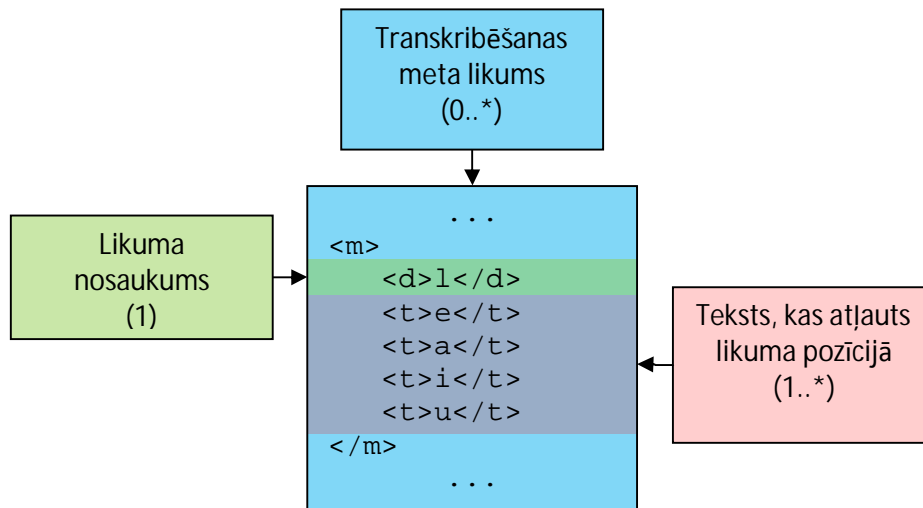 Transkribēšanas
meta likums
(0..*)
Likuma
nosaukums
(1)
...
<m>
<d>l</d>
<t>e</t>
<t>a</t>
<t>i</t>
<t>u</t>
</m>
...
Teksts, kas atļauts
likuma pozīcijā
(1..*)